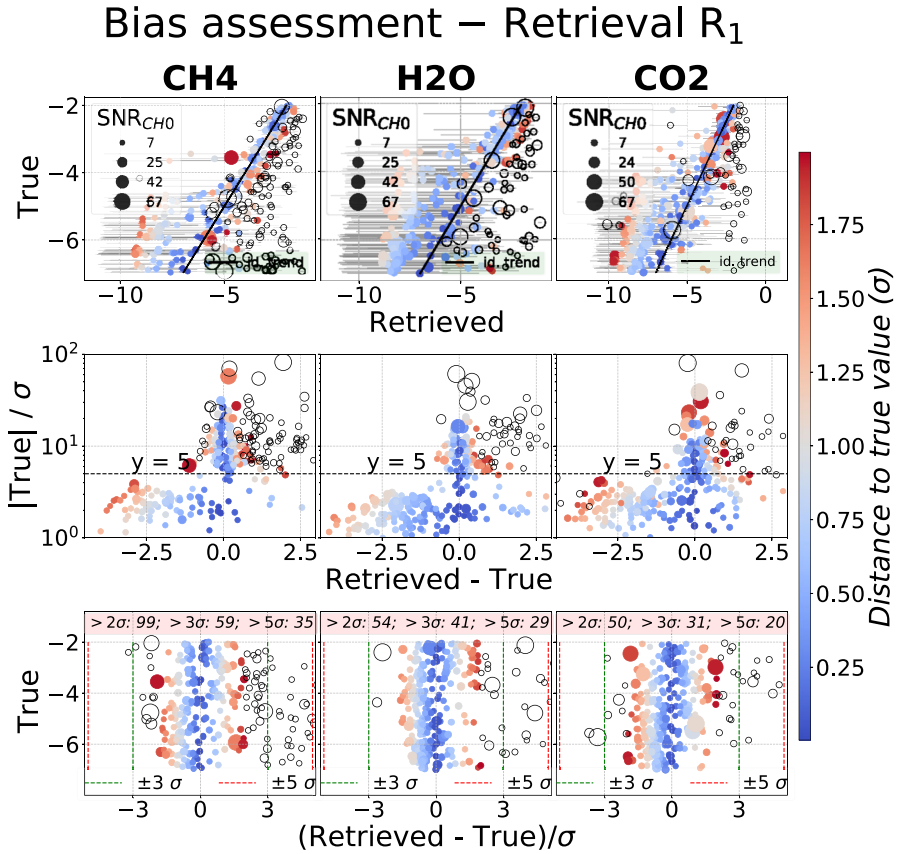 Bias assessment − Retrieval R₁
CH4 H2O CO2
True
−2
−4
−6
SNR_CH0
7
25
42
67
id. trend
SNR_CH0
7
25
42
67
id. trend
SNR_CH0
7
24
50
67
id. trend
−10 −5 −10 −5 −10 −5 0
Retrieved
|True| / σ
10²
10¹
10⁰
y = 5 y = 5 y = 5
−2.5 0.0 2.5 −2.5 0.0 2.5 −2.5 0.0 2.5
Retrieved - True
True
−2
−4
−6
>2σ: 99; >3σ: 59; >5σ: 35
>2σ: 54; >3σ: 41; >5σ: 29
>2σ: 50; >3σ: 31; >5σ: 20
±3 σ ±5 σ ±3 σ ±5 σ ±3 σ ±5 σ
−3 0 3 −3 0 3 −3 0 3
(Retrieved - True)/σ
1.75
1.50
1.25
1.00
0.75
0.50
0.25
Distance to true value (σ)